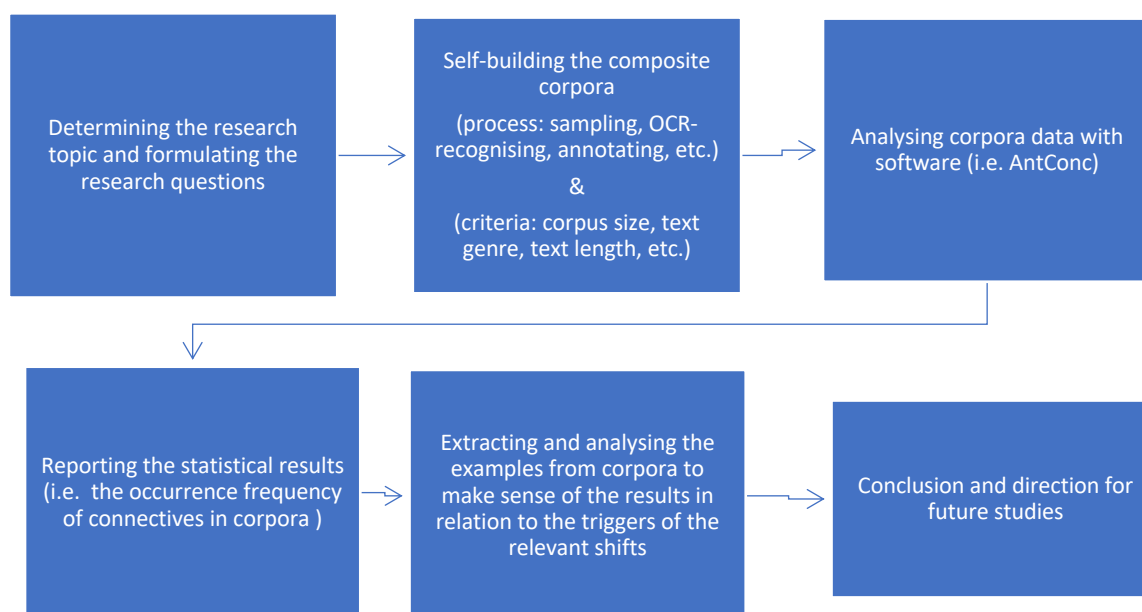 Determining the research
topic and formulating the
research questions
Self-building the composite
corpora
(process: sampling, OCR-
recognising, annotating, etc.)
&
(criteria: corpus size, text
genre, text length, etc.)
Analysing corpora data with
software (i.e. AntConc)
Reporting the statistical results
(i.e. the occurrence frequency
of connectives in corpora )
Extracting and analysing the
examples from corpora to
make sense of the results in
relation to the triggers of the
relevant shifts
Conclusion and direction for
future studies